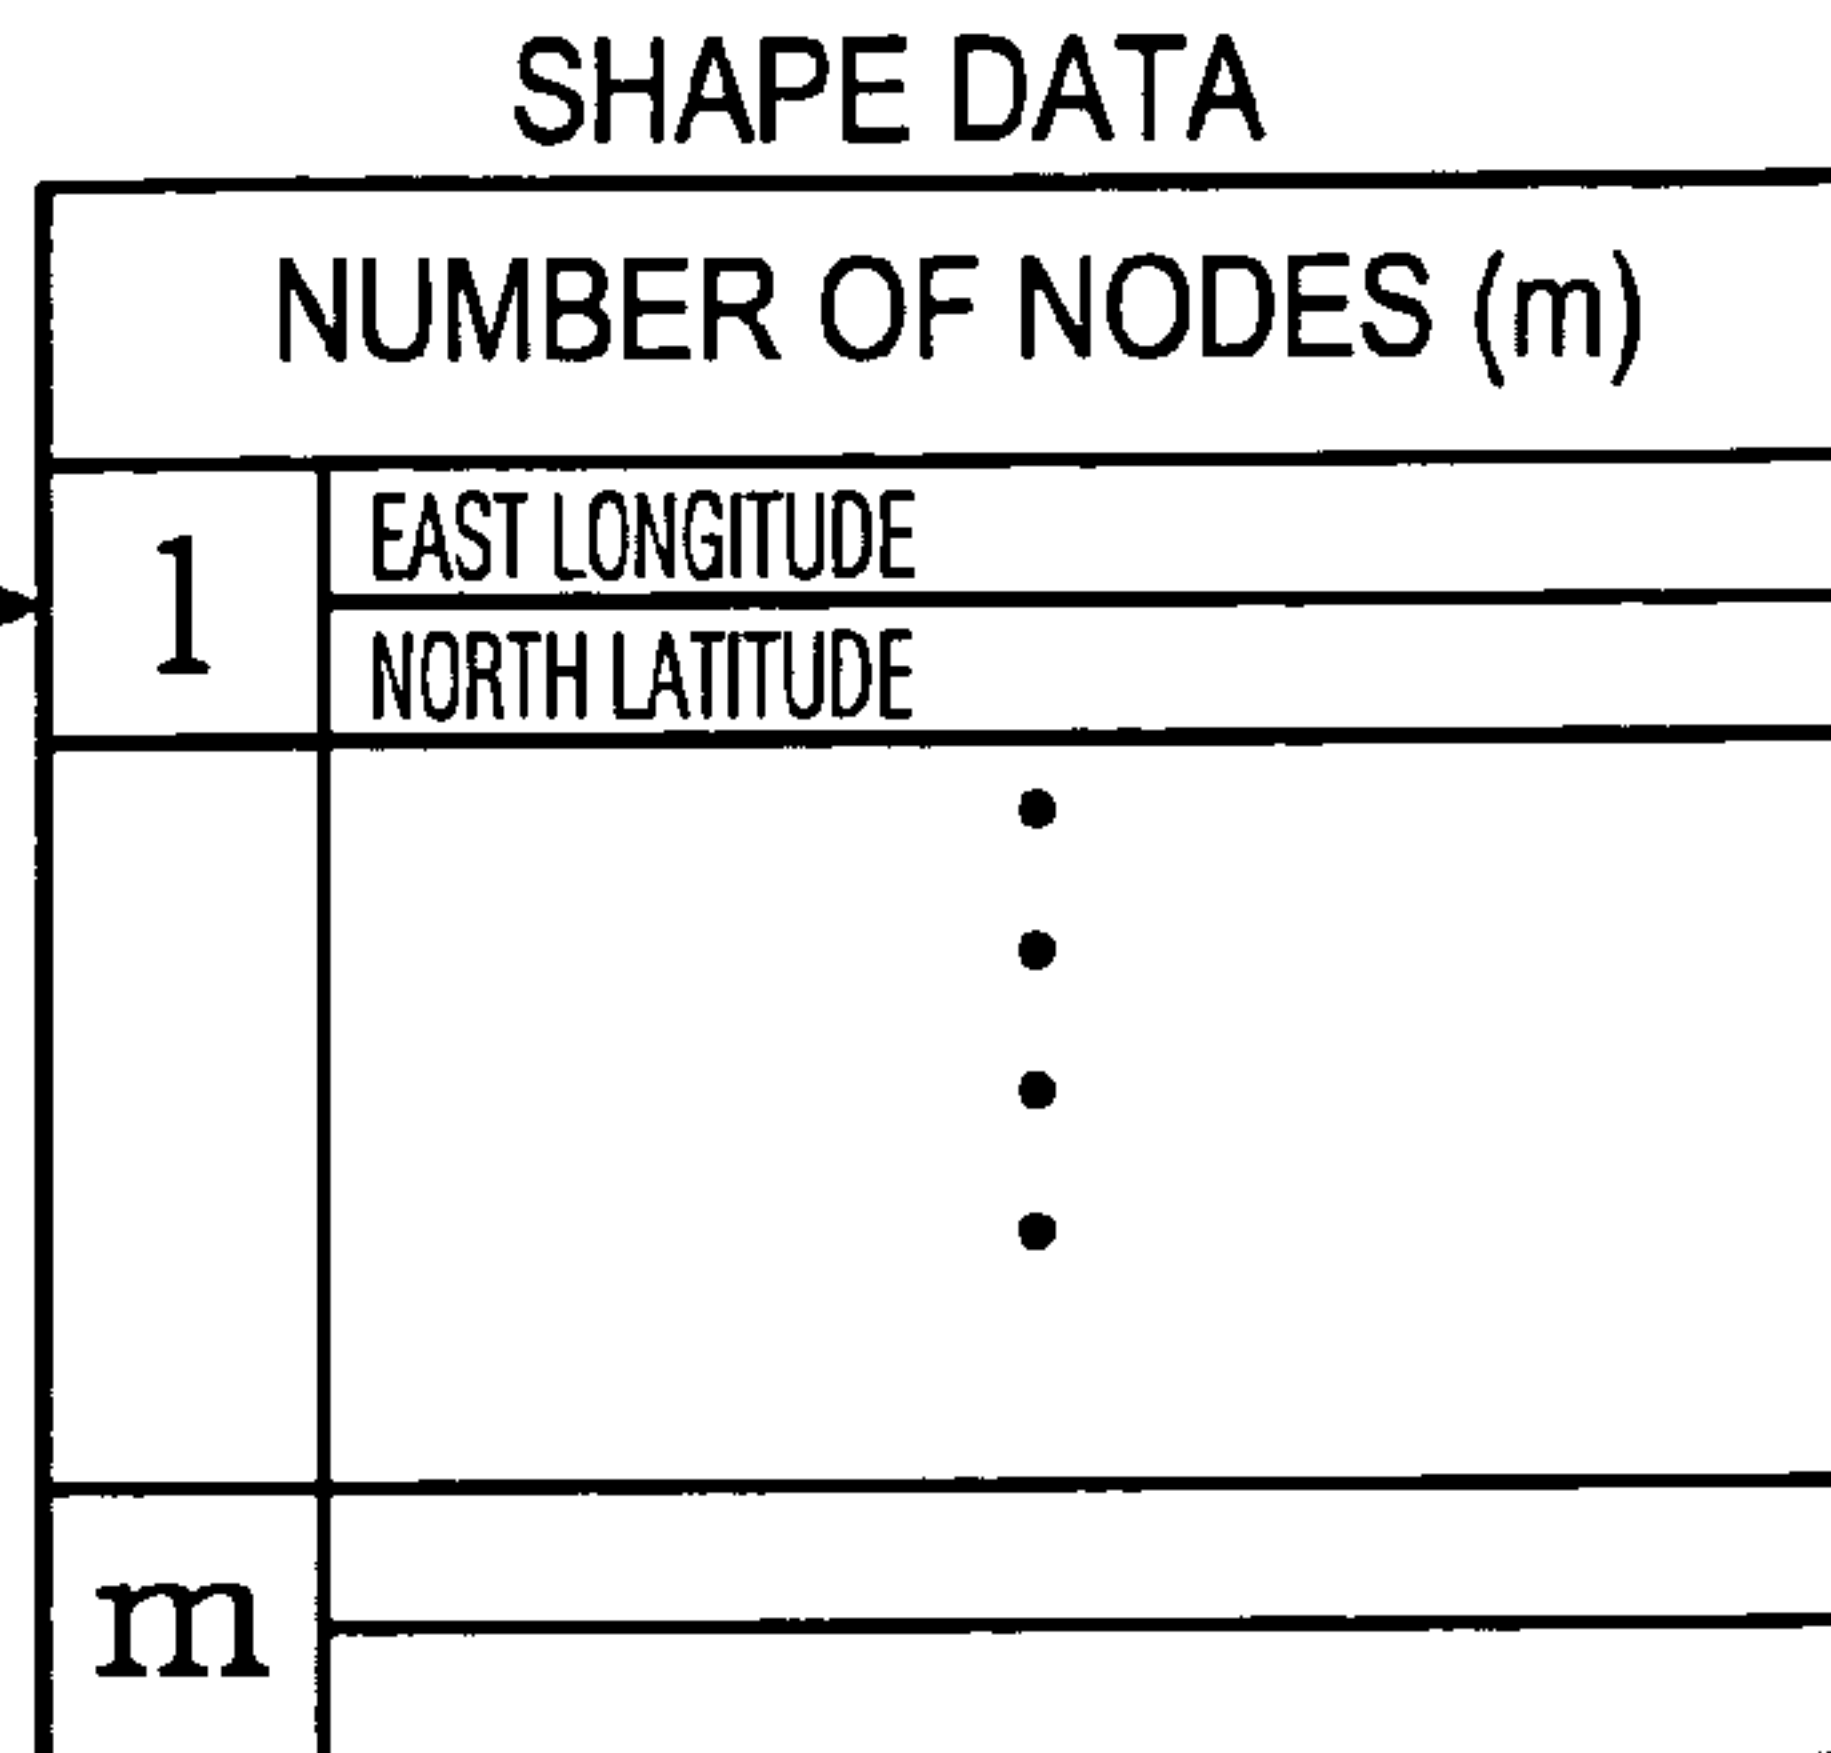 SHAPE DATA
NUMBER OF NODES (m)
1
EAST LONGITUDE
NORTH LATITUDE
m